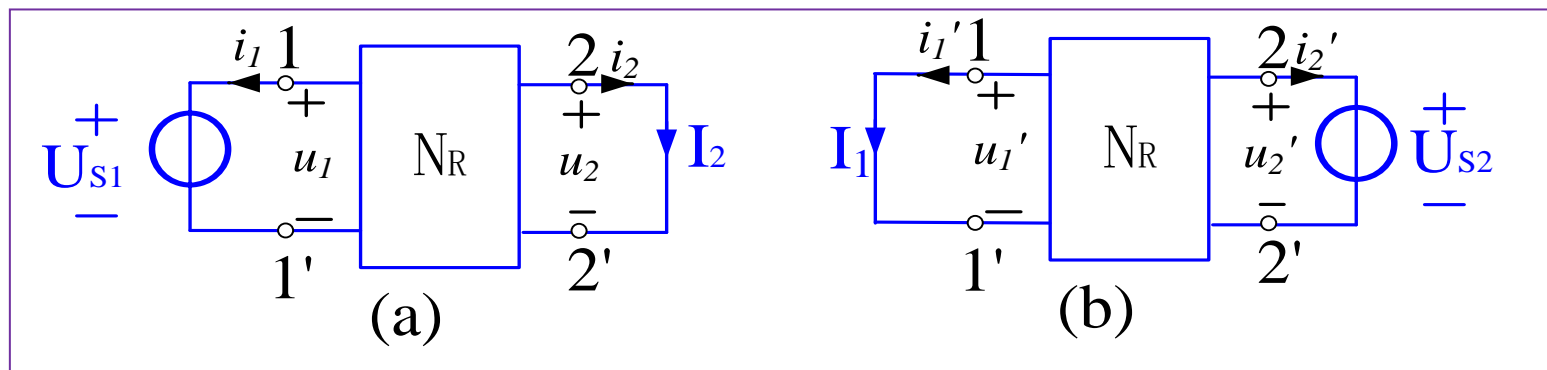 i1 1 2 i2
+ + +
US1 u1 NR u2 I2
− − −
1' 2'
(a)
i1' 1 2 i2'
+ + +
I1 u1' NR u2' US2
− − −
1' 2'
(b)